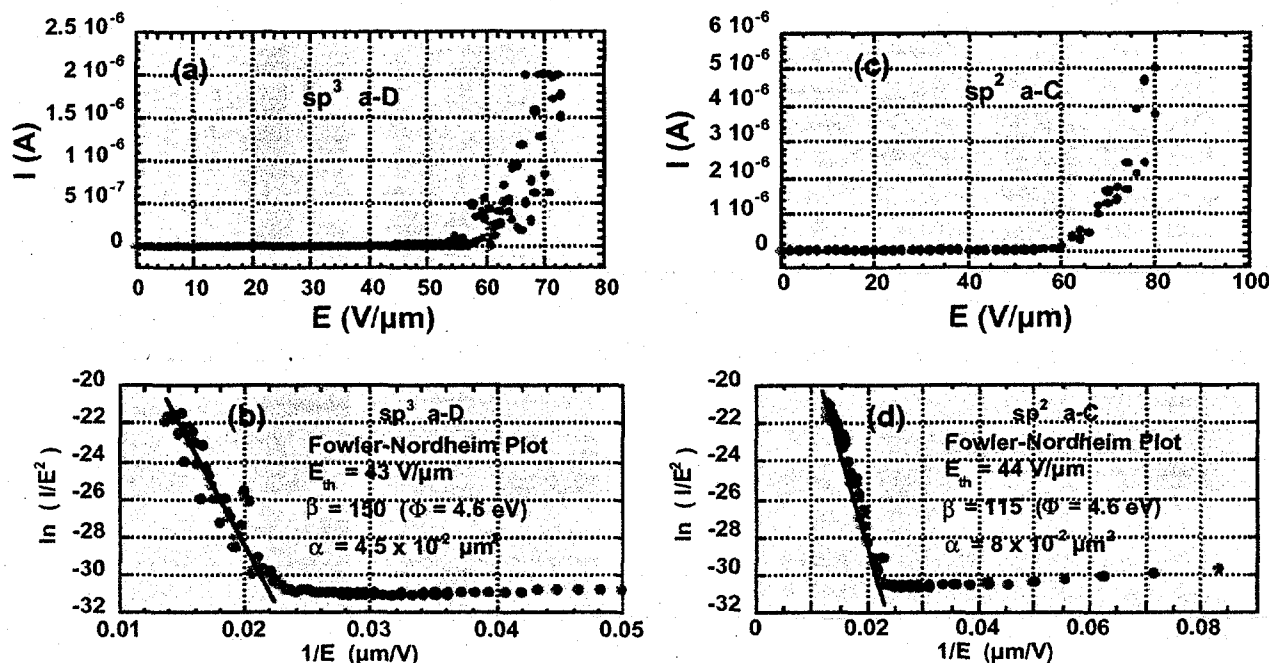 2.5 10⁻⁶
2 10⁻⁶
1.5 10⁻⁶
1 10⁻⁶
5 10⁻⁷
0
I (A)
(a)
sp³ a-D
0 10 20 30 40 50 60 70 80
E (V/µm)
6 10⁻⁶
5 10⁻⁶
4 10⁻⁶
3 10⁻⁶
2 10⁻⁶
1 10⁻⁶
0
I (A)
(c)
sp² a-C
0 20 40 60 80 100
E (V/µm)
-20
-22
-24
-26
-28
-30
-32
ln (I/E²)
(b)
sp³ a-D
Fowler-Nordheim Plot
E_th = 43 V/µm
β = 150 (Φ = 4.6 eV)
α = 4.5 x 10⁻² µm²
0.01 0.02 0.03 0.04 0.05
1/E (µm/V)
-20
-22
-24
-26
-28
-30
-32
ln (I/E²)
(d)
sp² a-C
Fowler-Nordheim Plot
E_th = 44 V/µm
β = 115 (Φ = 4.6 eV)
α = 8 x 10⁻² µm²
0 0.02 0.04 0.06 0.08
1/E (µm/V)